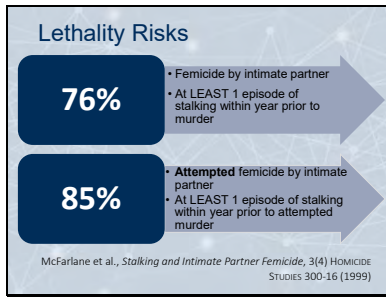 Lethality Risks
76%
• Femicide by intimate partner
• At LEAST 1 episode of
stalking within year prior to
murder
85%
• Attempted femicide by intimate
partner
• At LEAST 1 episode of stalking
within year prior to attempted
murder
McFarlane et al., Stalking and Intimate Partner Femicide, 3(4) HOMICIDE
STUDIES 300-16 (1999)